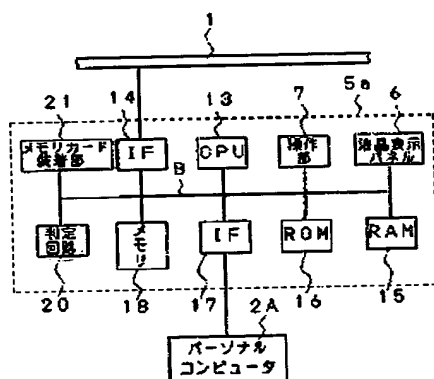 1
21 14 13 7 6 5a
メモリカード装着部
IF
CPU
操作部
液晶表示パネル
B
判定回路
メモリ
IF
ROM
RAM
20 18 17 16 15
2A
パーソナルコンピュータ